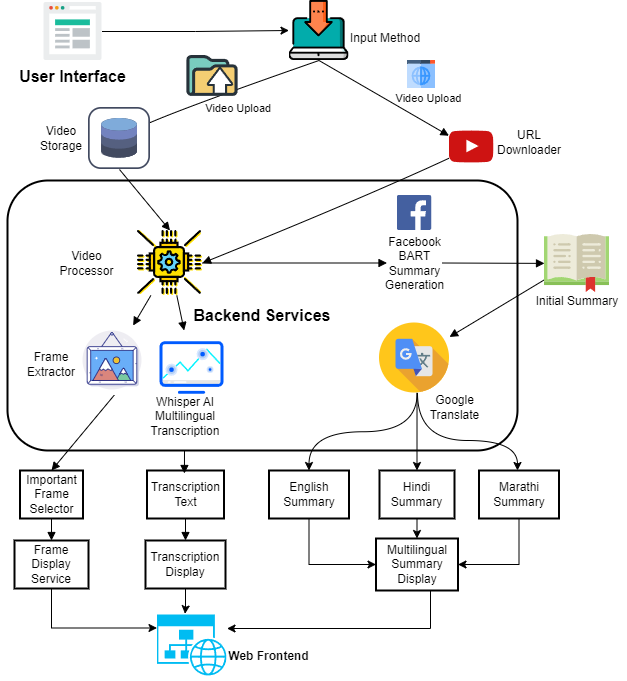 Input Method
User Interface
Video Upload
Video Upload
Video
Storage
URL
Downloader
Facebook
BART
Summary
Generation
Video
Processor
Initial Summary
Backend Services
Frame
Extractor
Whisper AI
Multilingual
Transcription
G
Google
Translate
Important
Frame
Selector
Transcription
Text
English
Summary
Hindi
Summary
Marathi
Summary
Frame
Display
Service
Transcription
Display
Multilingual
Summary
Display
Web Frontend